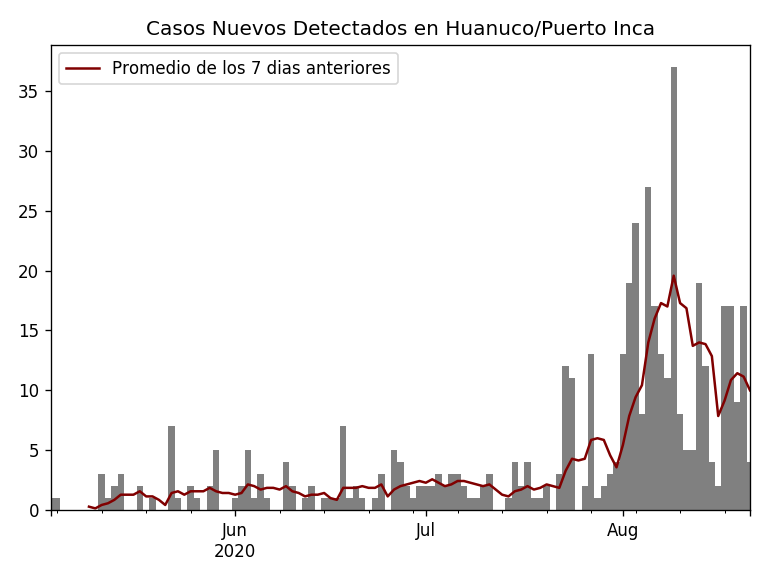 Casos Nuevos Detectados en Huanuco/Puerto Inca
Promedio de los 7 dias anteriores
35
30
25
20
15
10
5
0
Jun
2020
Jul
Aug